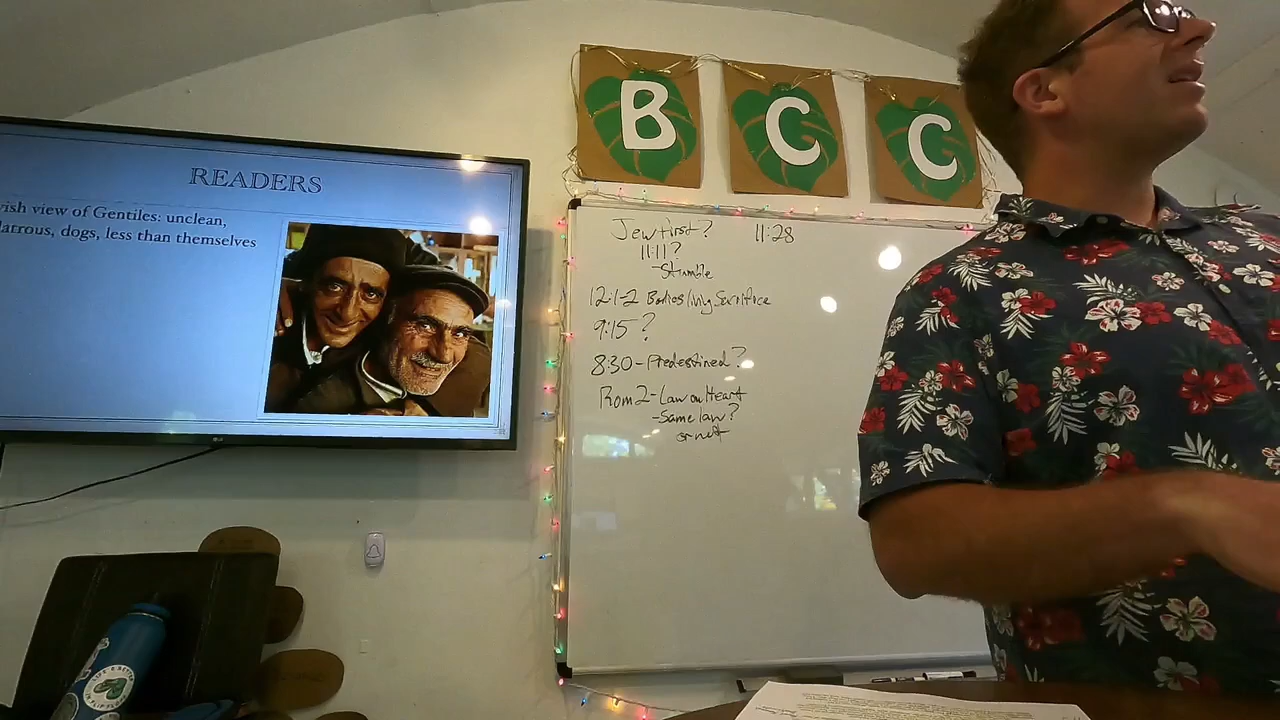 READERS
vish view of Gentiles: unclean,
latrous, dogs, less than themselves
LG
B C C
Jew first? 11:28
11:11?
-Stumble
12:1-2 Bodies living Sacrifice
9:15?
8:30-Predestined?
Rom 2-Law on Heart
-Same law?
or not